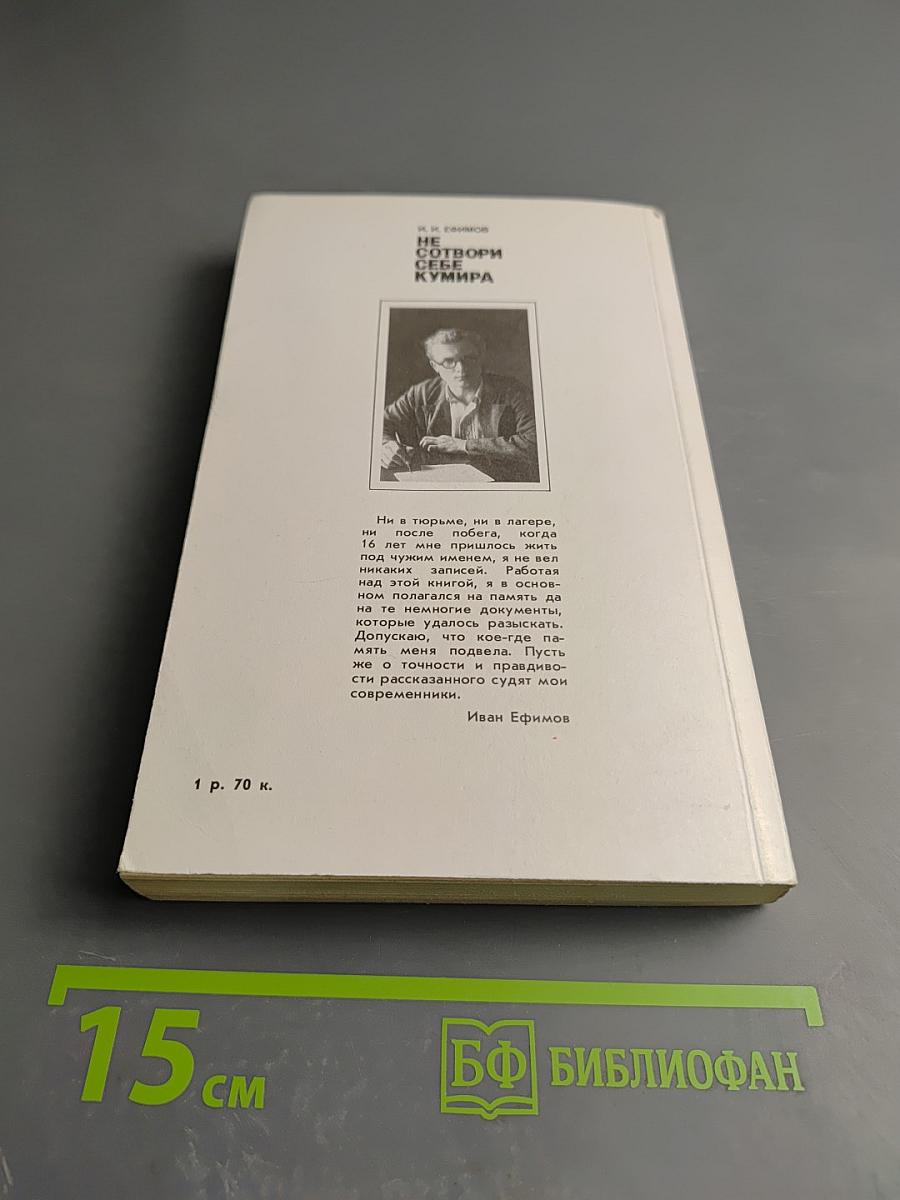 И. И. ЕФИМОВ
НЕ
СОТВОРИ
СЕБЕ
КУМИРА
Ни в тюрьме, ни в лагере,
ни после побега, когда
16 лет мне пришлось жить
под чужим именем, я не вел
никаких записей. Работая
над этой книгой, я в основ-
ном полагался на память да
на те немногие документы,
которые удалось разыскать.
Допускаю, что кое-где па-
мять меня подвела. Пусть
же о точности и правдиво-
сти рассказанного судят мои
современники.
Иван Ефимов
1 р. 70 к.
15 см
БФ БИБЛИОФАН